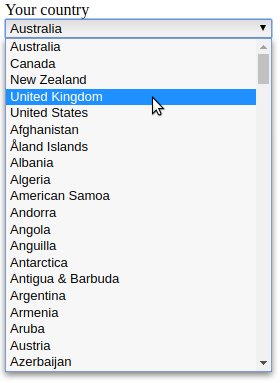 Your country
Australia
Australia
Canada
New Zealand
United Kingdom
United States
Afghanistan
Åland Islands
Albania
Algeria
American Samoa
Andorra
Angola
Anguilla
Antarctica
Antigua & Barbuda
Argentina
Armenia
Aruba
Austria
Azerbaijan